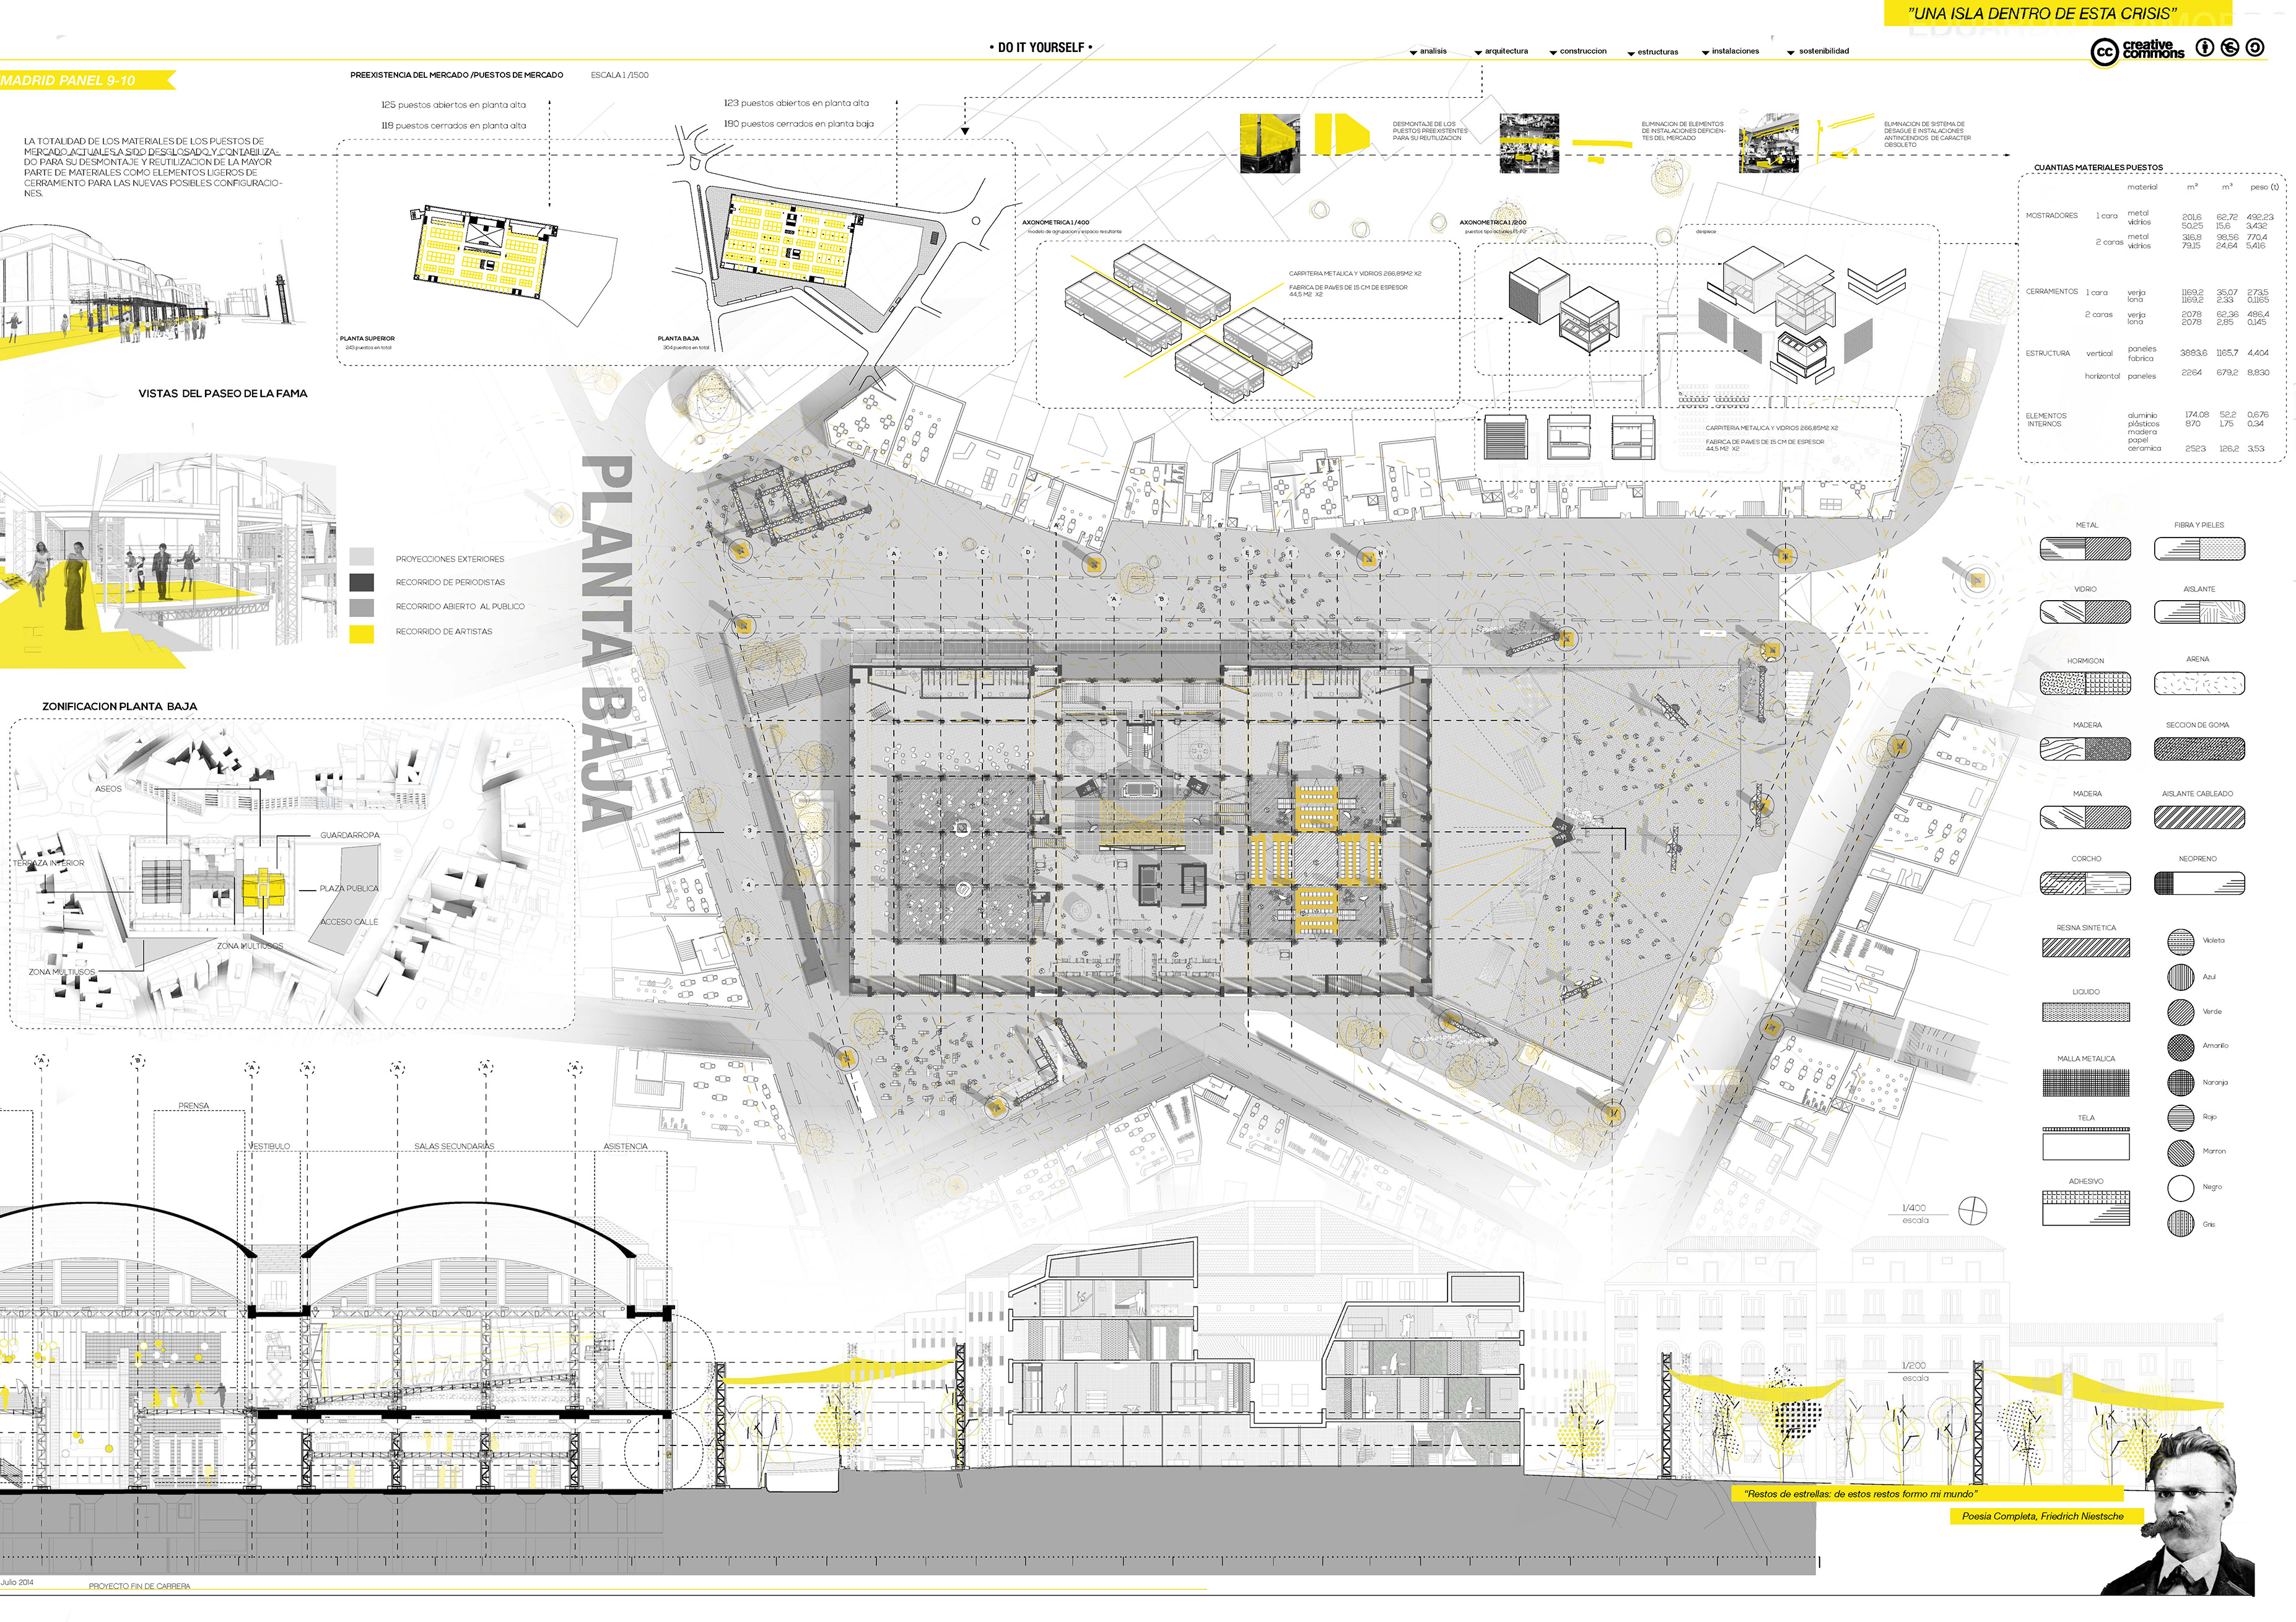 "UNA ISLA DENTRO DE ESTA CRISIS"
• DO IT YOURSELF •
analisis
arquitectura
construccion
estructuras
instalaciones
sostenibilidad
cc creative commons
MADRID PANEL 9-10
PREEXISTENCIA DEL MERCADO /PUESTOS DE MERCADO
ESCALA 1 /1500
125 puestos abiertos en planta alta
118 puestos cerrados en planta alta
123 puestos abiertos en planta alta
180 puestos cerrados en planta baja
LA TOTALIDAD DE LOS MATERIALES DE LOS PUESTOS DE
MERCADO ACTUALES A SIDO DESGLOSADO Y CONTABILIZA-
DO PARA SU DESMONTAJE Y REUTILIZACION DE LA MAYOR
PARTE DE MATERIALES COMO ELEMENTOS LIGEROS DE
CERRAMIENTO PARA LAS NUEVAS POSIBLES CONFIGURACIO-
NES.
PLANTA SUPERIOR
243 puestos en total
PLANTA BAJA
304 puestos en total
DESMONTAJE DE LOS
PUESTOS PREEXISTENTES
PARA SU REUTILIZACION
ELIMINACION DE ELEMENTOS
DE INSTALACIONES DEFICIEN-
TES DEL MERCADO
ELIMINACION DE SISTEMA DE
DESAGUE E INSTALACIONES
ANTIINCENDIOS DE CARACTER
OBSOLETO
AXONOMETRICA 1 /400
modelo de agrupacion y espacio resultante
CARPITERIA METALICA Y VIDRIOS 266,85M2 X2
FABRICA DE PAVES DE 15 CM DE ESPESOR
44,5 M2 X2
AXONOMETRICA 1 /200
despiece
CARPITERIA METALICA Y VIDRIOS 266,85M2 X2
FABRICA DE PAVES DE 15 CM DE ESPESOR
44,5 M2 X2
CUANTIAS MATERIALES PUESTOS
material m² m³ peso (t)
MOSTRADORES 1 cara metal 201,6 62,72 492,23
vidrios 50,25 15,6 3,432
2 caras metal 316,8 98,56 770,4
vidrios 79,15 24,64 5,416
CERRAMIENTOS 1 cara verja 1169,2 35,07 273,5
lona 1169,2 2,33 0,1165
2 caras verja 2078 62,36 486,4
lona 2078 2,85 0,145
ESTRUCTURA vertical paneles fabrica 3883,6 1165,7 4,404
horizontal paneles 2264 679,2 8,830
ELEMENTOS INTERNOS aluminio 174,08 52,2 0,676
plásticos 870 1,75 0,34
madera
papel
ceramica 2523 126,2 3,53
VISTAS DEL PASEO DE LA FAMA
PROYECCIONES EXTERIORES
RECORRIDO DE PERIODISTAS
RECORRIDO ABIERTO AL PUBLICO
RECORRIDO DE ARTISTAS
PLANTA BAJA
A
B
C
D
E
F
G
H
A
B
2
3
4
5
ZONIFICACION PLANTA BAJA
ASEOS
GUARDARROPA
TERRAZA INTERIOR
PLAZA PUBLICA
ACCESO CALLE
ZONA MULTIUSOS
ZONA MULTIUSOS
METAL
FIBRA Y PIELES
VIDRIO
AISLANTE
HORMIGON
ARENA
MADERA
SECCION DE GOMA
MADERA
AISLANTE CABLEADO
CORCHO
NEOPRENO
RESINA SINTETICA
LIQUIDO
MALLA METALICA
TELA
ADHESIVO
Violeta
Azul
Verde
Amarillo
Naranja
Rojo
Marron
Negro
Gris
1/400
escala
PRENSA
VESTIBULO
SALAS SECUNDARIAS
ASISTENCIA
1/200
escala
"Restos de estrellas: de estos restos formo mi mundo"
Poesía Completa, Friedrich Niestsche
Julio 2014
PROYECTO FIN DE CARRERA